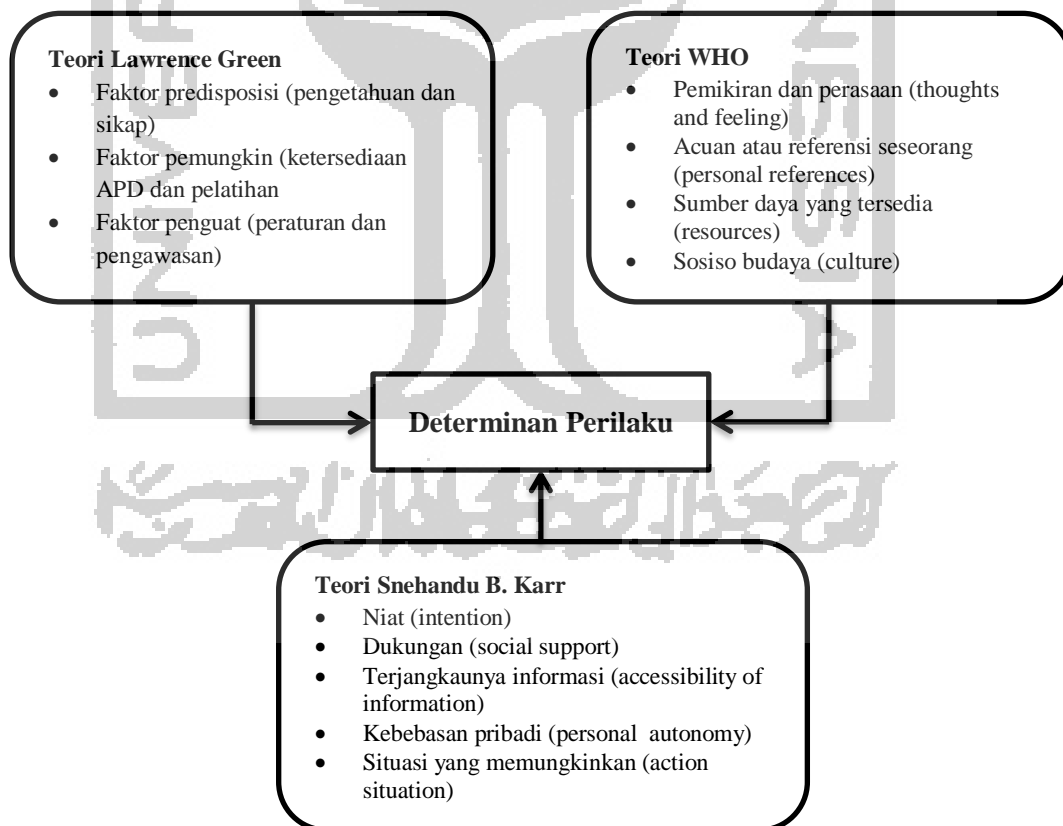 Teori Lawrence Green
• Faktor predisposisi (pengetahuan dan
sikap)
• Faktor pemungkin (ketersediaan
APD dan pelatihan
• Faktor penguat (peraturan dan
pengawasan)
Teori WHO
• Pemikiran dan perasaan (thoughts
and feeling)
• Acuan atau referensi seseorang
(personal references)
• Sumber daya yang tersedia
(resources)
• Sosiso budaya (culture)
Determinan Perilaku
Teori Snehandu B. Karr
• Niat (intention)
• Dukungan (social support)
• Terjangkaunya informasi (accessibility of
information)
• Kebebasan pribadi (personal autonomy)
• Situasi yang memungkinkan (action
situation)